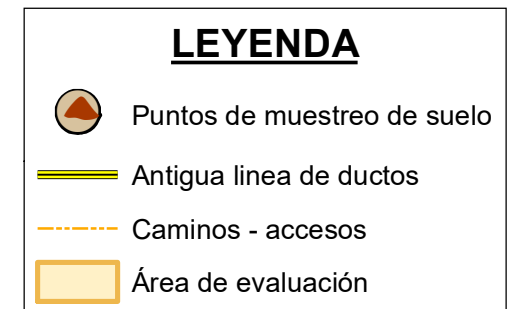 LEYENDA
Puntos de muestreo de suelo
Antigua linea de ductos
Caminos - accesos
Área de evaluación